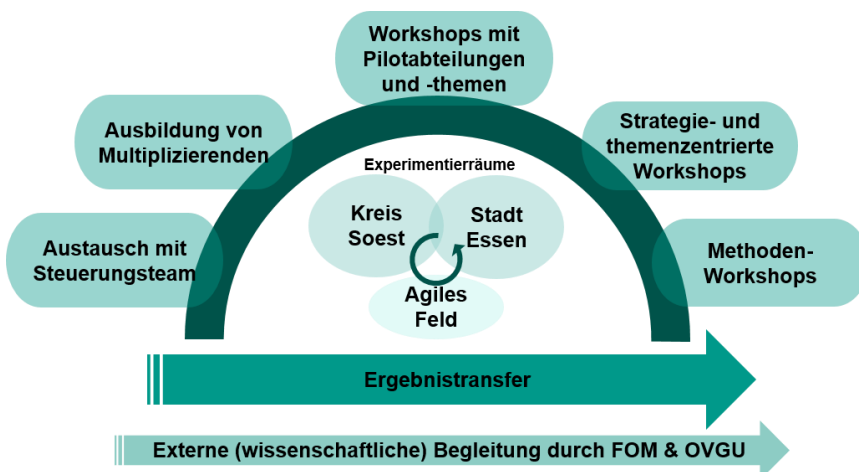 Workshops mit
Pilotabteilungen
und -themen
Ausbildung von
Multiplizierenden
Strategie- und
themenzentrierte
Workshops
Austausch mit
Steuerungsteam
Methoden-
Workshops
Experimentierräume
Kreis
Soest
Stadt
Essen
Agiles
Feld
Ergebnistransfer
Externe (wissenschaftliche) Begleitung durch FOM & OVGU